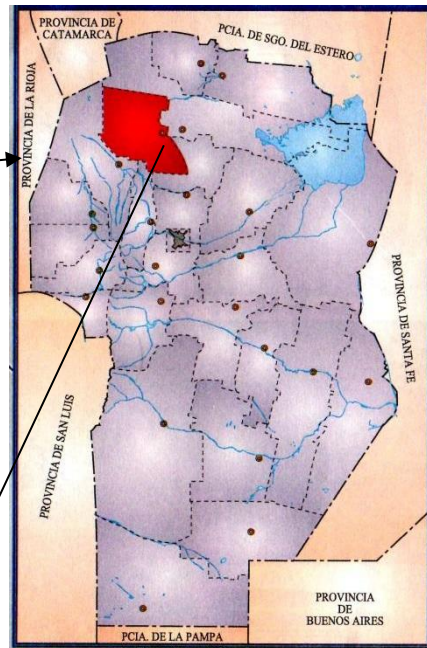 PROVINCIA DE
CATAMARCA
PCIA. DE SGO. DEL ESTERO
PROVINCIA DE LA RIOJA
PROVINCIA DE SANTA FE
PROVINCIA DE SAN LUIS
PROVINCIA
DE
BUENOS AIRES
PCIA. DE LA PAMPA